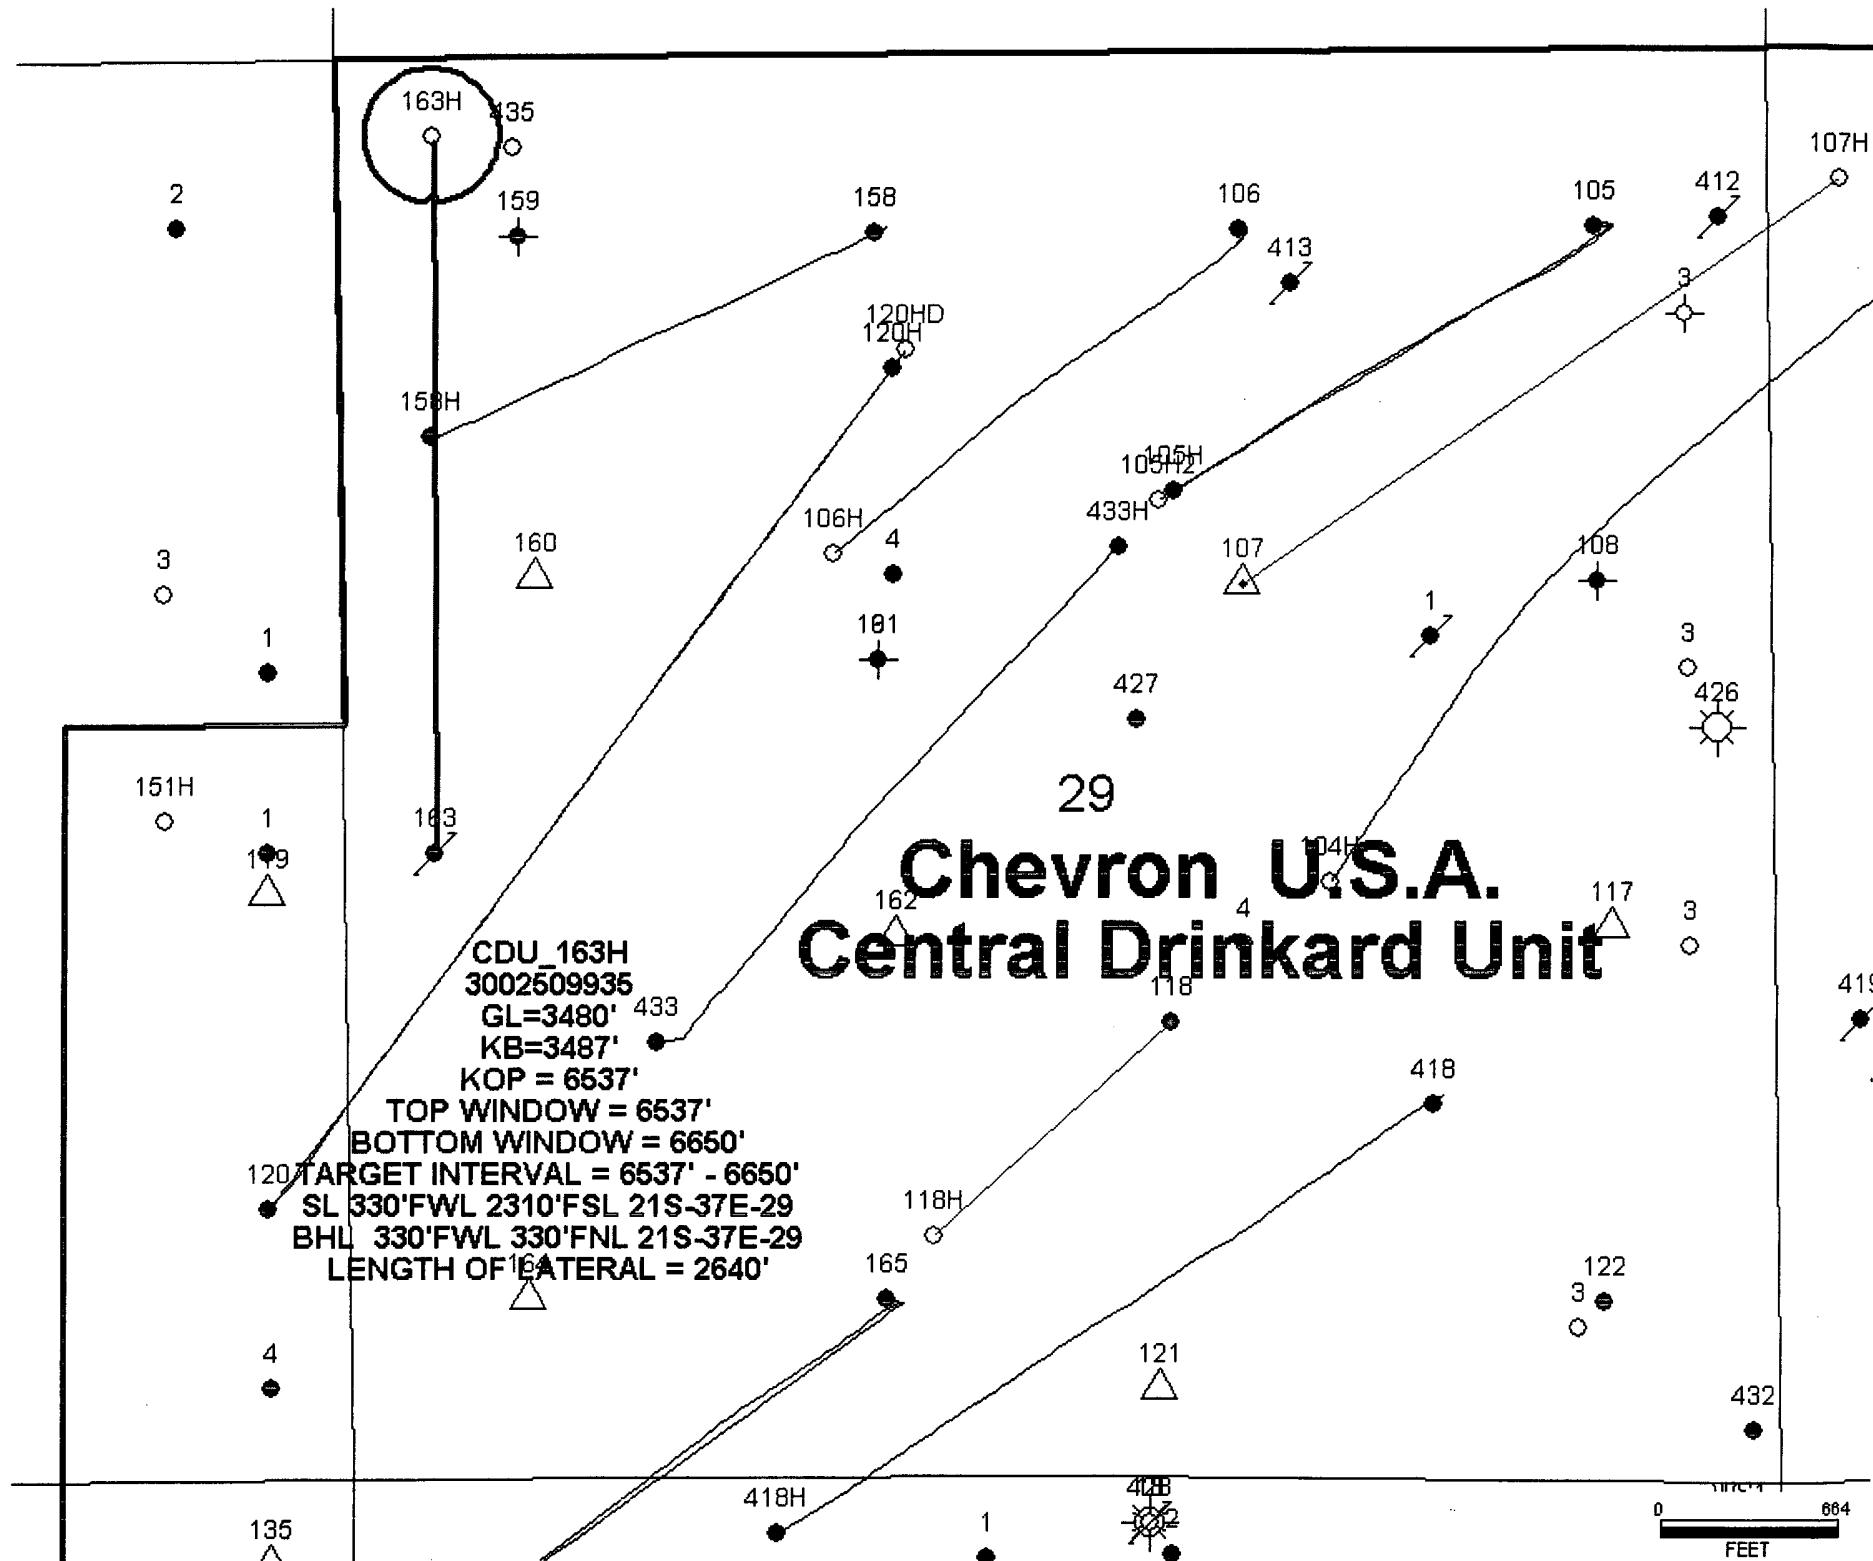 163H
435
107H
2
159
158
106
105
412
413
3
120HD
120H
158H
105H
105H2
106H
433H
4
160
107
108
3
1
1
3
427
426
29
151H
1
119
163
Chevron U.S.A.
104H
162
4
117
3
Central Drinkard Unit
CDU_163H
3002509935
GL=3480'
433
KB=3487'
KOP = 6537'
TOP WINDOW = 6537'
BOTTOM WINDOW = 6650'
120
TARGET INTERVAL = 6537' - 6650'
SL 330'FWL 2310'FSL 21S-37E-29
BHL 330'FWL 330'FNL 21S-37E-29
LENGTH OF LATERAL = 2640'
118
419
418
118H
164
165
122
3
4
121
432
418H
135
1
2
0 664
FEET